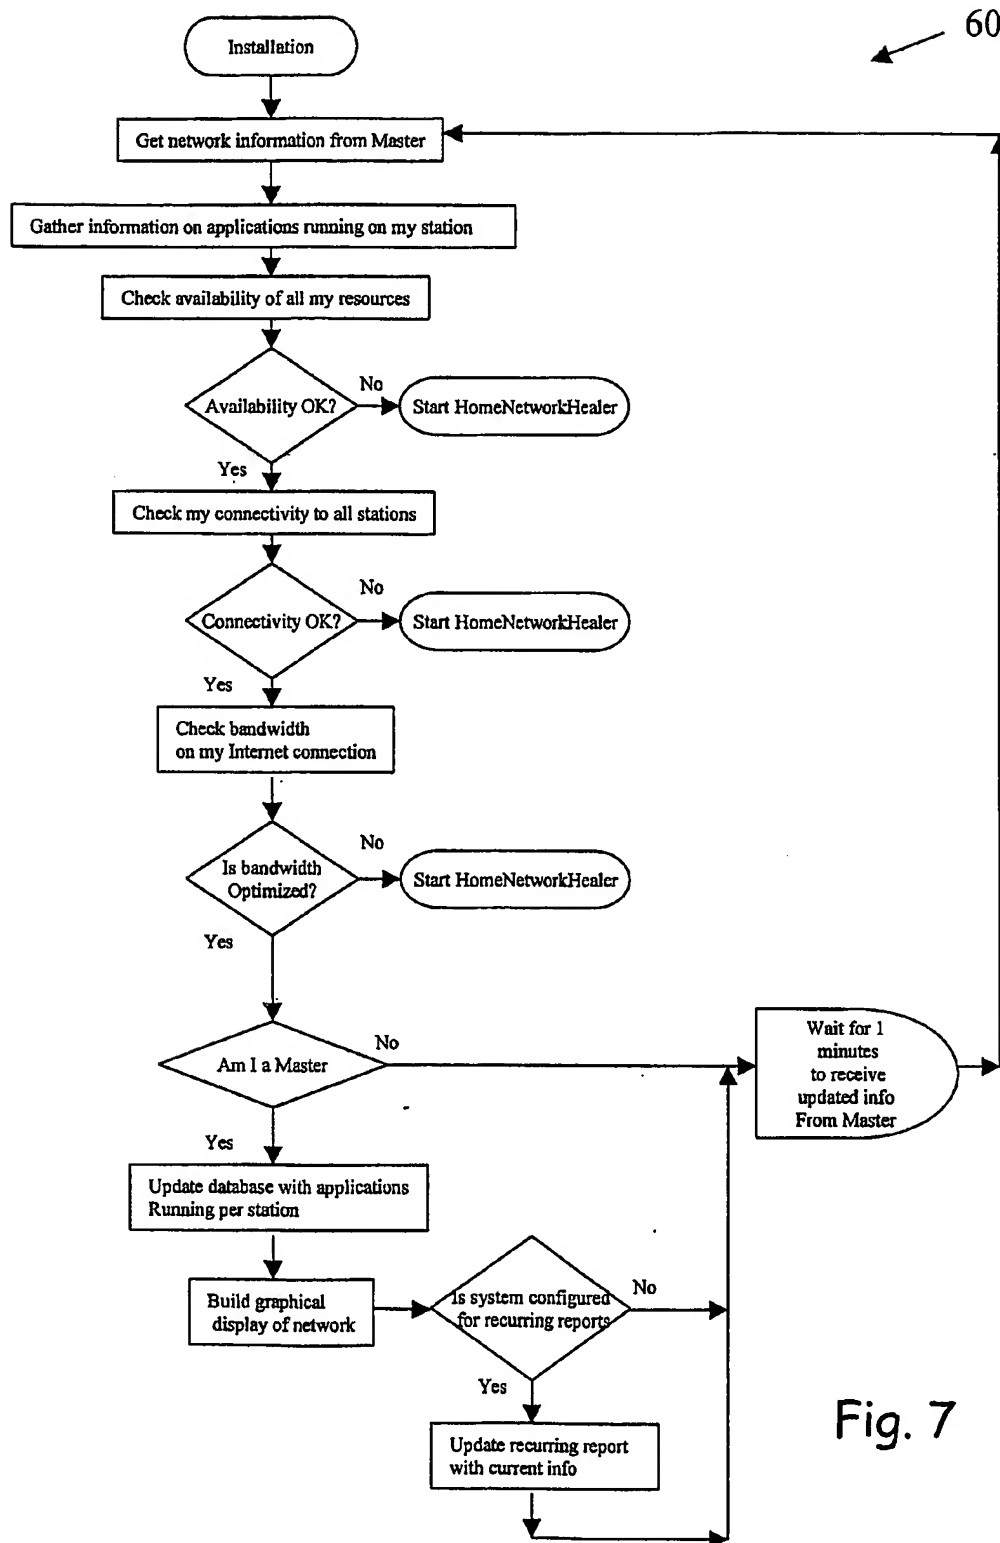 60
Installation
Get network information from Master
Gather information on applications running on my station
Check availability of all my resources
Availability OK?
No
Start HomeNetworkHealer
Yes
Check my connectivity to all stations
Connectivity OK?
No
Start HomeNetworkHealer
Yes
Check bandwidth
on my Internet connection
Is bandwidth
Optimized?
No
Start HomeNetworkHealer
Yes
Am I a Master
No
Wait for 1
minutes
to receive
updated info
From Master
Yes
Update database with applications
Running per station
Build graphical
display of network
Is system configured
for recurring reports
No
Yes
Update recurring report
with current info
Fig. 7